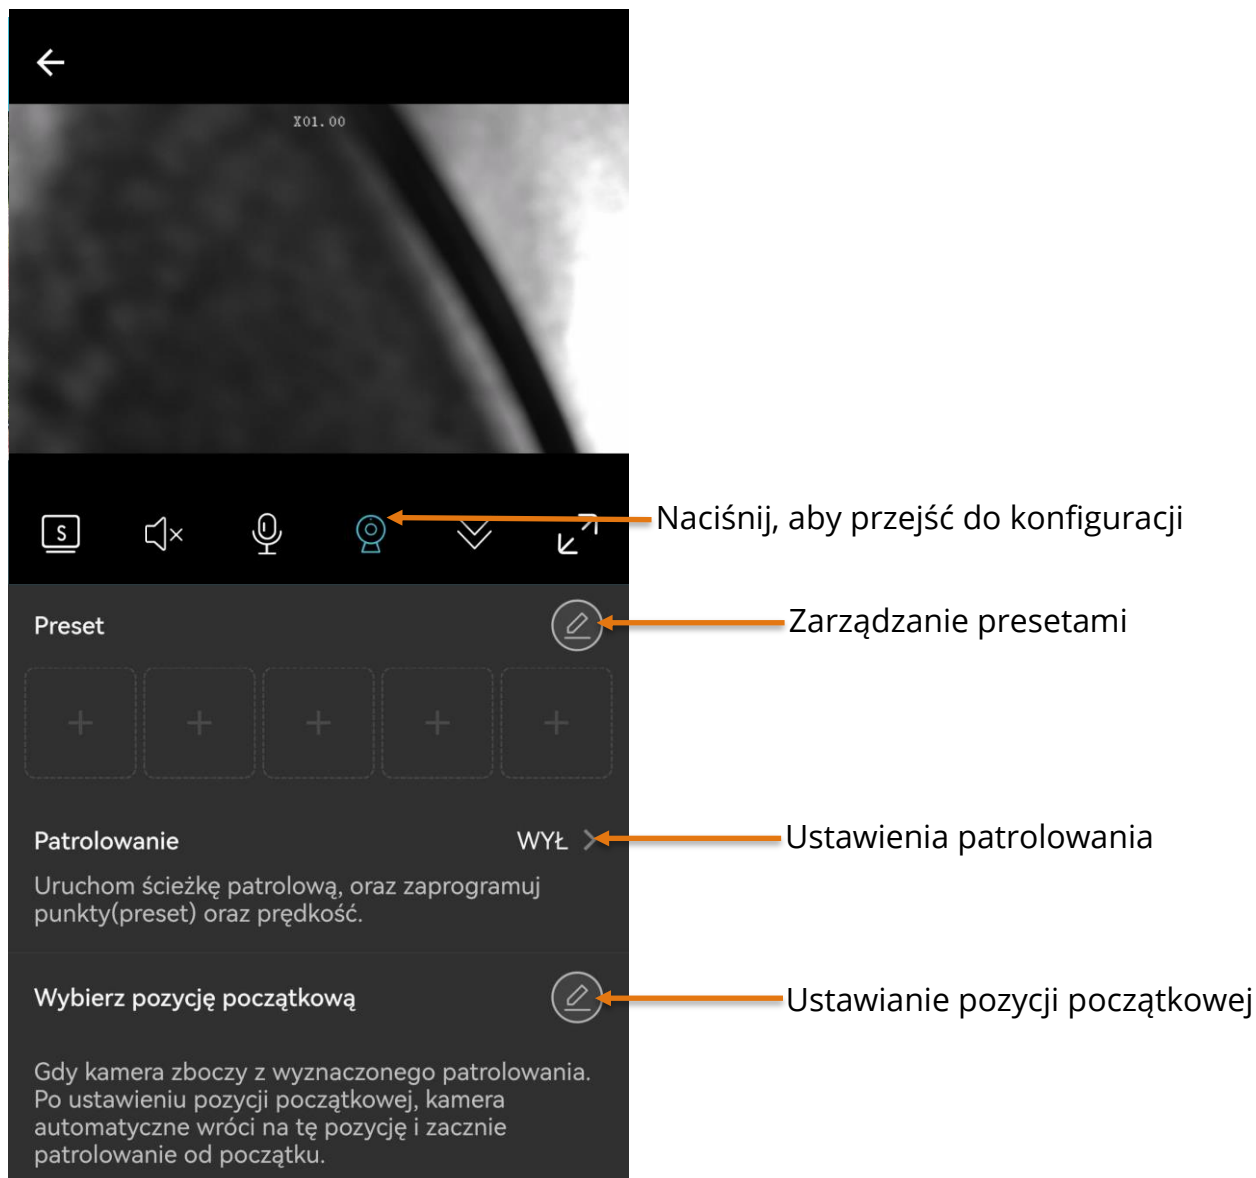 X01.00
S
Naciśnij, aby przejść do konfiguracji
Preset
Zarządzanie presetami
Patrolowanie
WYŁ
Ustawienia patrolowania
Uruchom ścieżkę patrolową, oraz zaprogramuj
punkty(preset) oraz prędkość.
Wybierz pozycję początkową
Ustawianie pozycji początkowej
Gdy kamera zboczy z wyznaczonego patrolowania.
Po ustawieniu pozycji początkowej, kamera
automatyczne wróci na tę pozycję i zacznie
patrolowanie od początku.